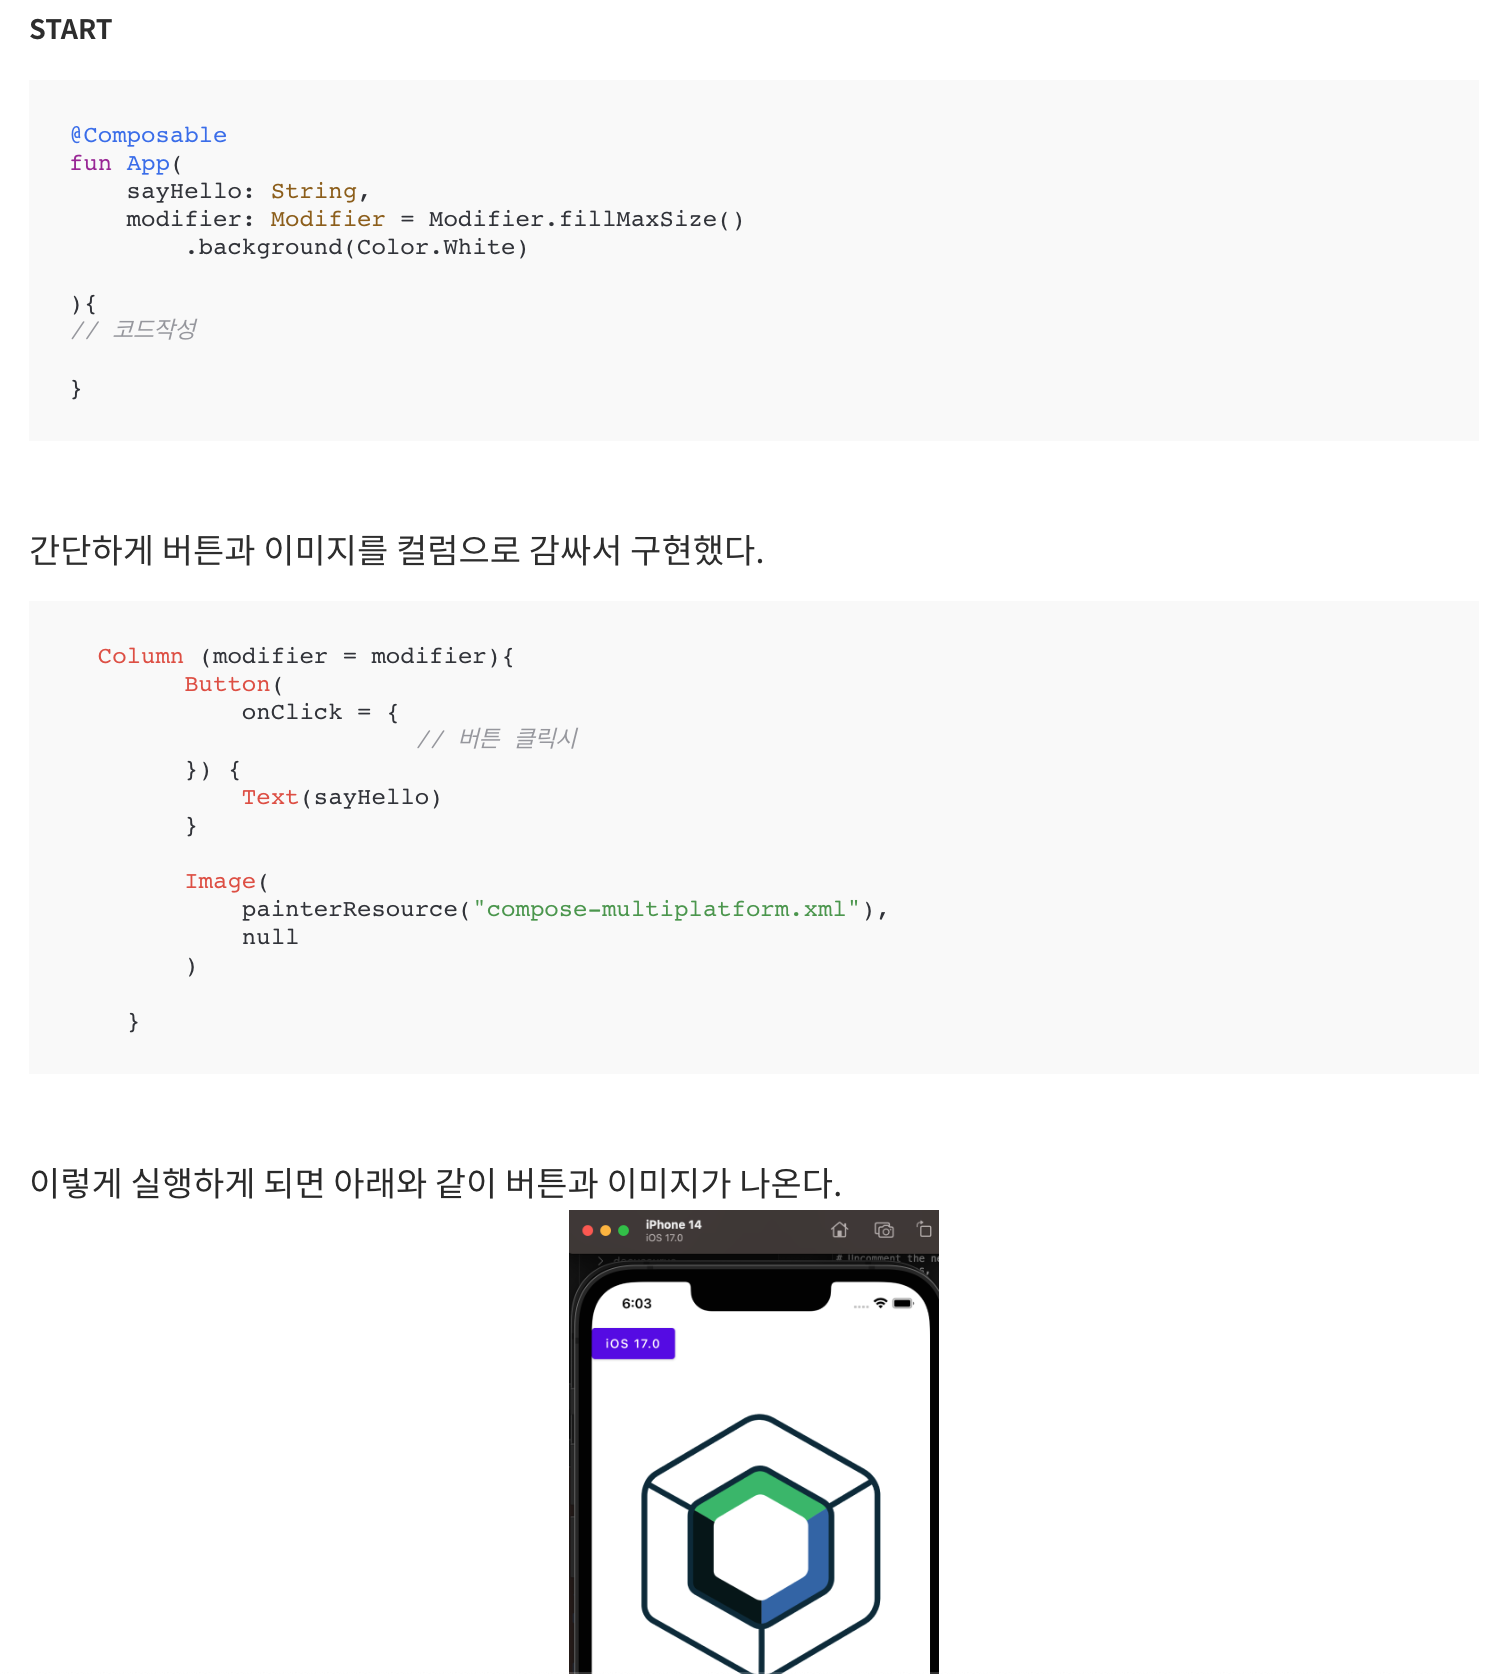 START
@Composable
fun App(
    sayHello: String,
    modifier: Modifier = Modifier.fillMaxSize()
        .background(Color.White)
){
// 코드작성
}
간단하게 버튼과 이미지를 컬럼으로 감싸서 구현했다.
Column (modifier = modifier){
      Button(
          onClick = {
                      // 버튼 클릭시
      }) {
          Text(sayHello)
      }
      Image(
          painterResource("compose-multiplatform.xml"),
          null
      )
  }
이렇게 실행하게 되면 아래와 같이 버튼과 이미지가 나온다.
iPhone 14
iOS 17.0
# Uncomment the
6:03
iOS 17.0